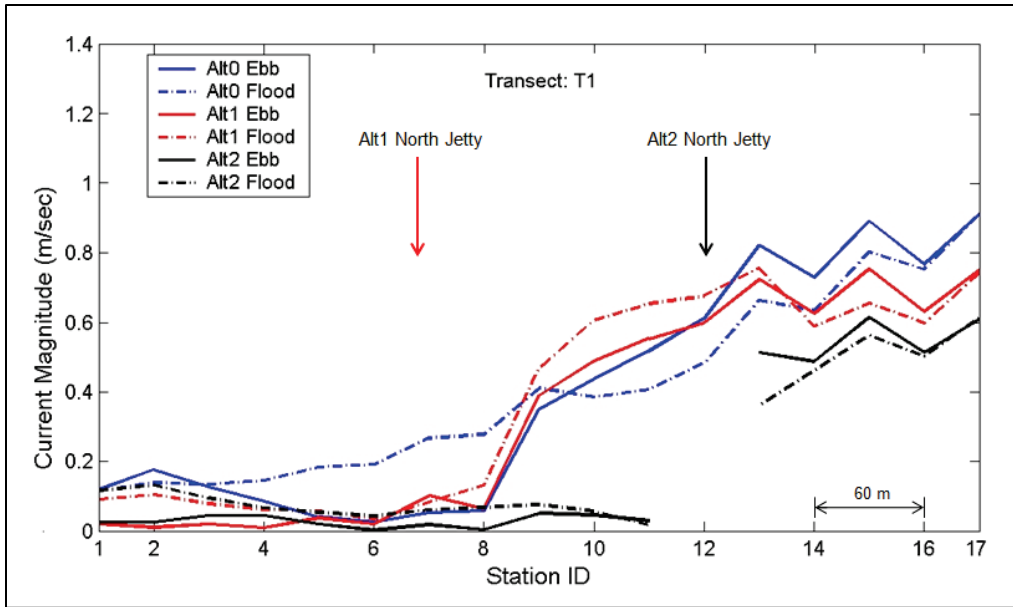 1.4
1.2
1
0.8
0.6
0.4
0.2
0
Current Magnitude (m/sec)
Alt0 Ebb
Alt0 Flood
Alt1 Ebb
Alt1 Flood
Alt2 Ebb
Alt2 Flood
Transect: T1
Alt1 North Jetty
Alt2 North Jetty
60 m
1 2 4 6 8 10 12 14 16 17
Station ID